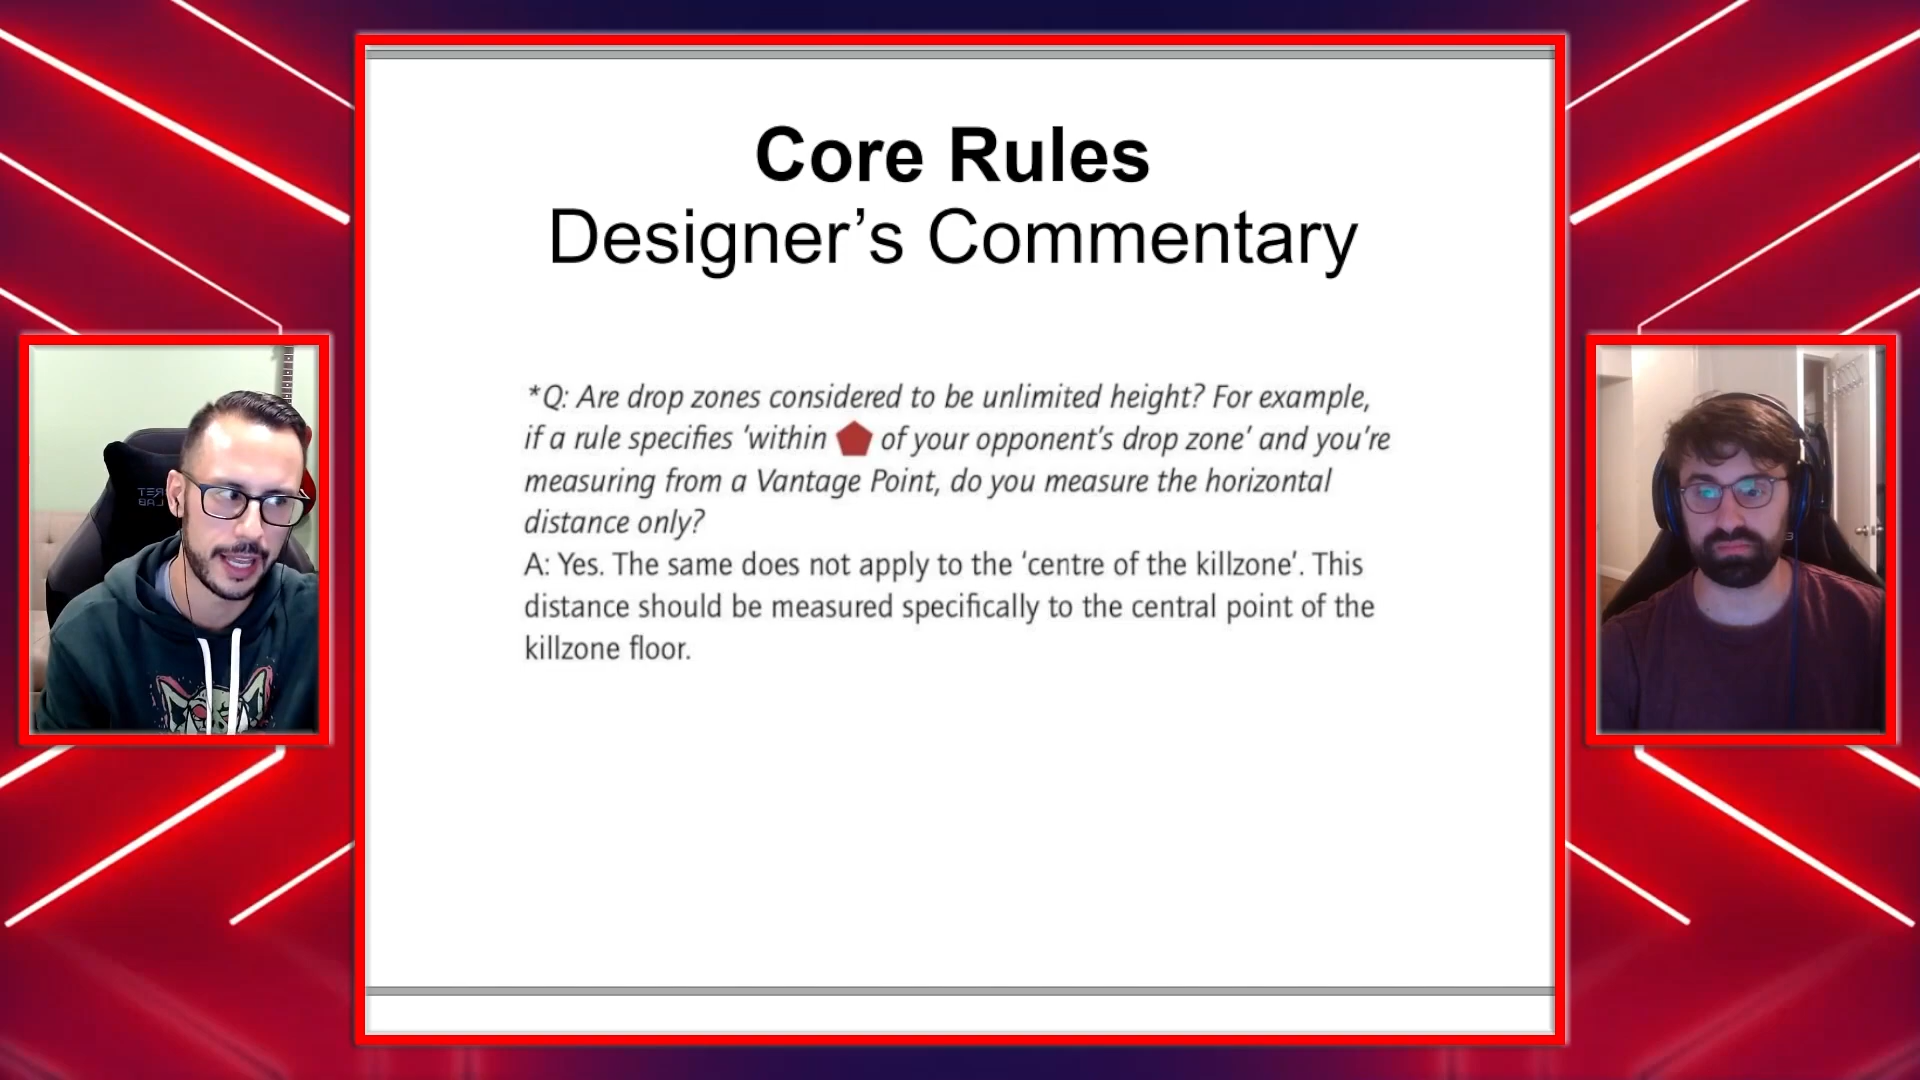 Core Rules
Designer’s Commentary
*Q: Are drop zones considered to be unlimited height? For example,
if a rule specifies ‘within of your opponent’s drop zone’ and you’re
measuring from a Vantage Point, do you measure the horizontal
distance only?
A: Yes. The same does not apply to the ‘centre of the killzone’. This
distance should be measured specifically to the central point of the
killzone floor.